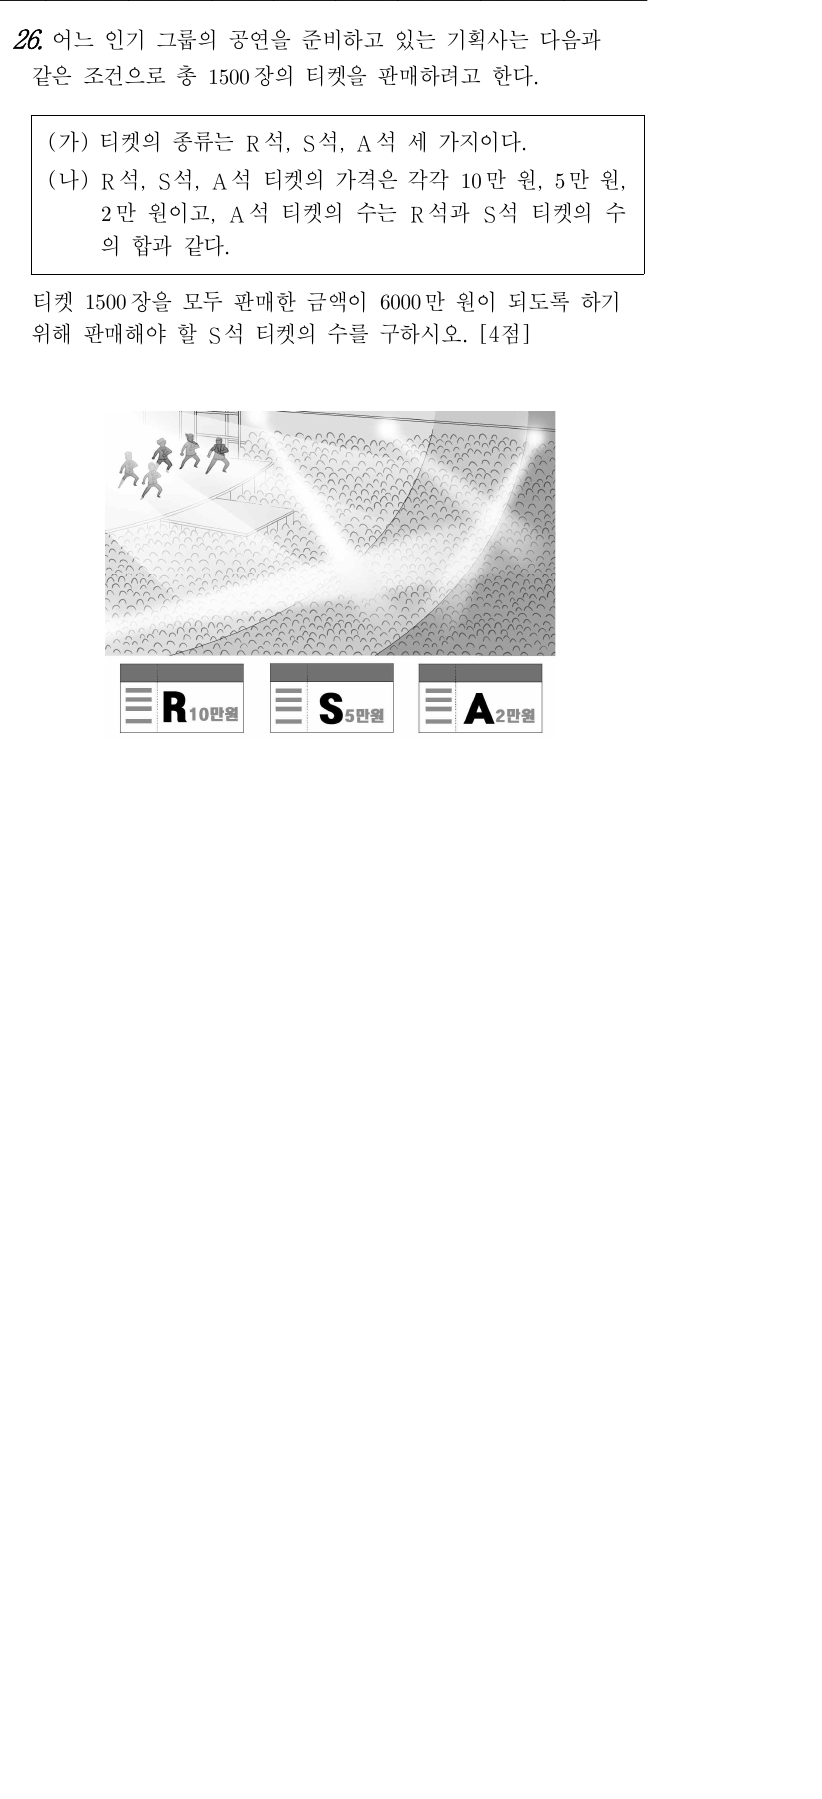 26. 어느 인기 그룹의 공연을 준비하고 있는 기획사는 다음과
같은 조건으로 총 1500장의 티켓을 판매하려고 한다.
(가) 티켓의 종류는 R석, S석, A석 세 가지이다.
(나) R석, S석, A석 티켓의 가격은 각각 10만 원, 5만 원,
2만 원이고, A석 티켓의 수는 R석과 S석 티켓의 수
의 합과 같다.
티켓 1500장을 모두 판매한 금액이 6000만 원이 되도록 하기
위해 판매해야 할 S석 티켓의 수를 구하시오. [4점]
R 10만원 S 5만원 A 2만원